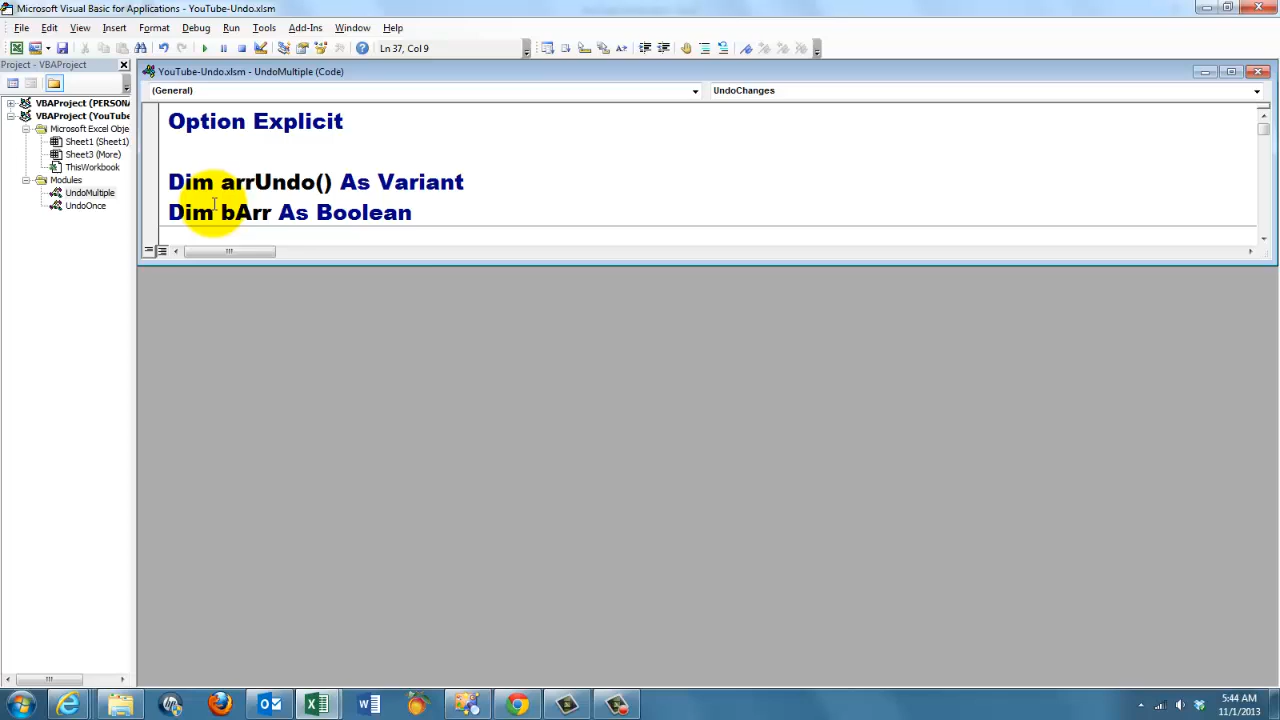 Microsoft Visual Basic for Applications - YouTube-Undo.xlsm
File Edit View Insert Format Debug Run Tools Add-Ins Window Help
Ln 37, Col 9
Project - VBAProject
YouTube-Undo.xlsm - UndoMultiple (Code)
(General) UndoChanges
VBAProject (PERSONA
VBAProject (YouTube
Microsoft Excel Obje
Sheet1 (Sheet1)
Sheet3 (More)
ThisWorkbook
Modules
UndoMultiple
UndoOnce
Option Explicit
Dim arrUndo() As Variant
Dim bArr As Boolean
5:44 AM
11/1/2013